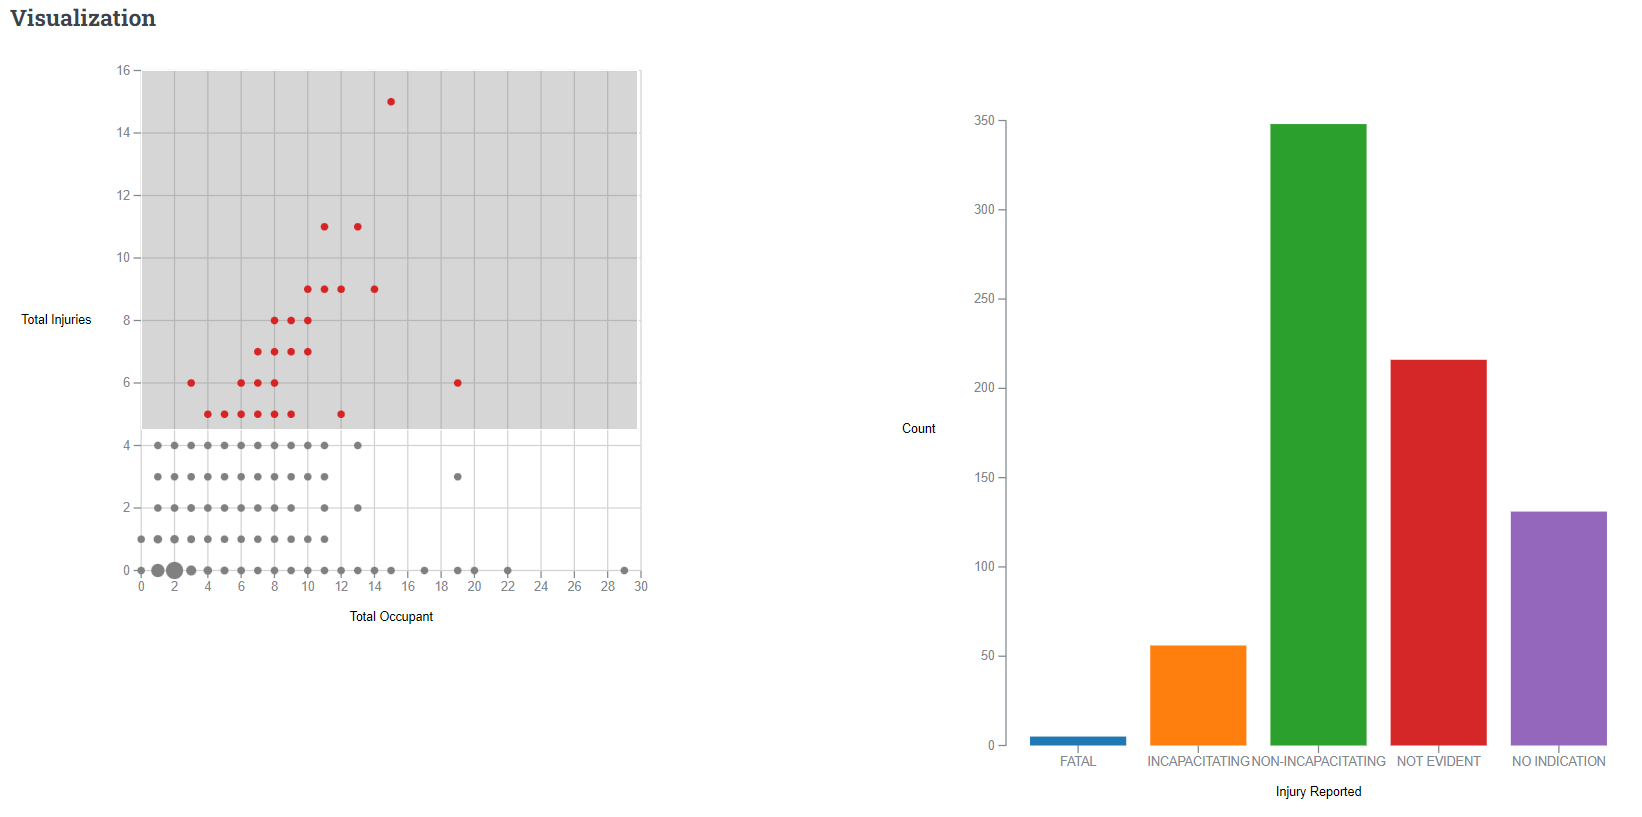 Visualization
16
14
12
10
8
6
4
2
0
Total Injuries
0 2 4 6 8 10 12 14 16 18 20 22 24 26 28 30
Total Occupant
350
300
250
200
150
100
50
0
Count
FATAL INCAPACITATING NON-INCAPACITATING NOT EVIDENT NO INDICATION
Injury Reported